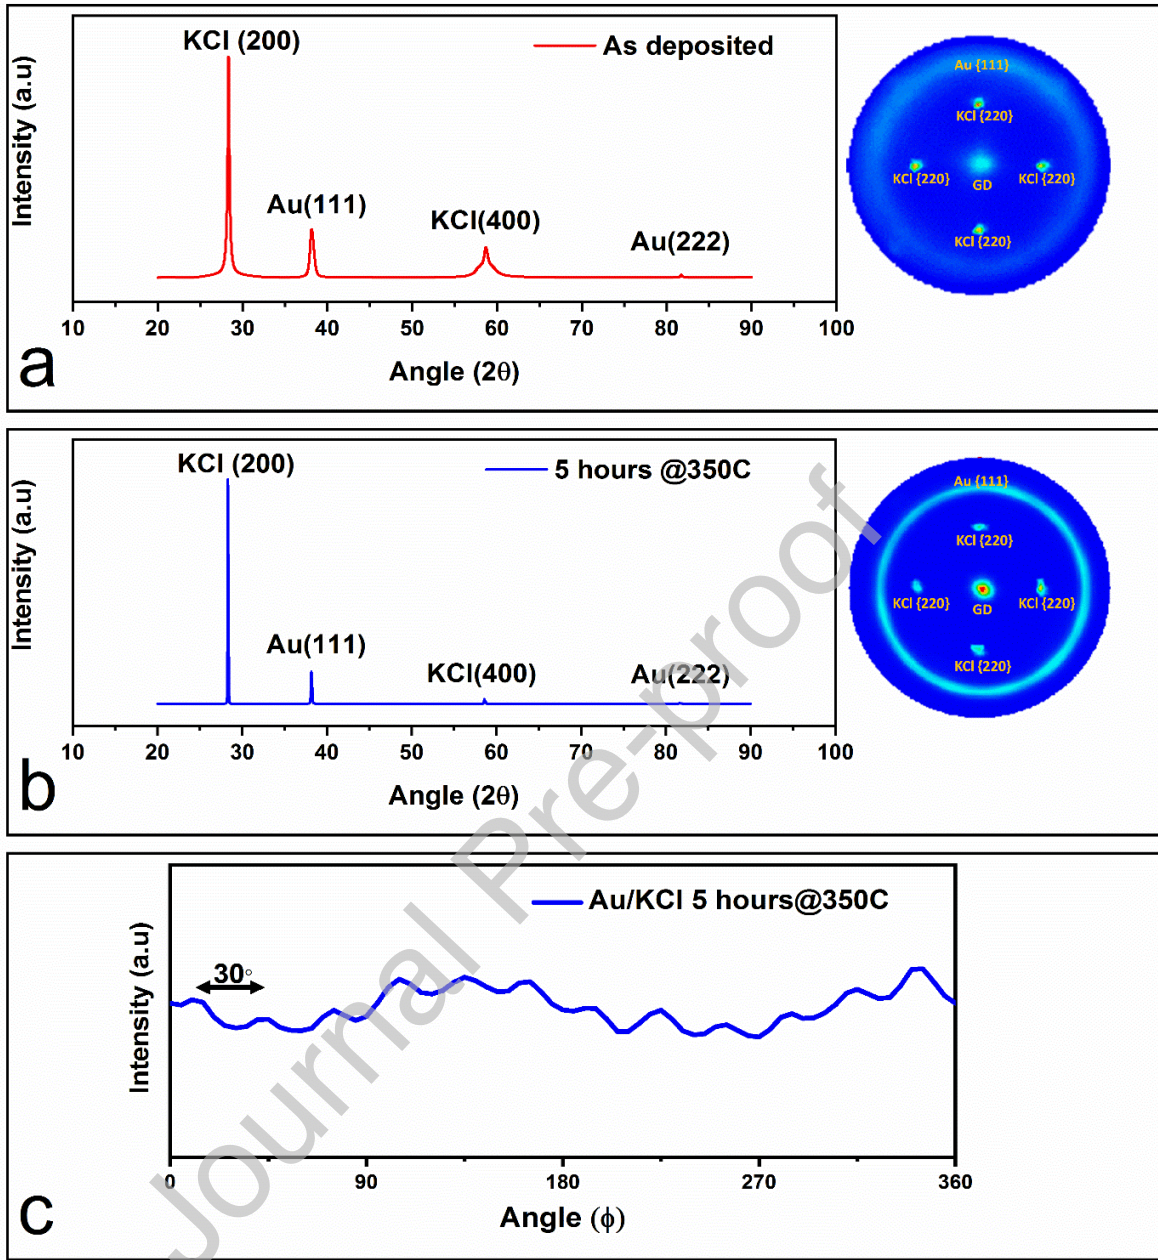 KCl (200)
As deposited
Au(111)
KCl(400)
Au(222)
Intensity (a.u)
10 20 30 40 50 60 70 80 90 100
Angle (2θ)
a
Au {111}
KCl {220}
KCl {220}
KCl {220}
GD
KCl {220}
KCl (200)
5 hours @350C
Au(111)
KCl(400)
Au(222)
Intensity (a.u)
10 20 30 40 50 60 70 80 90 100
Angle (2θ)
b
Au {111}
KCl {220}
KCl {220}
KCl {220}
GD
KCl {220}
Au/KCl 5 hours@350C
30°
Intensity (a.u)
0 90 180 270 360
Angle (ϕ)
c
Journal Pre-proof